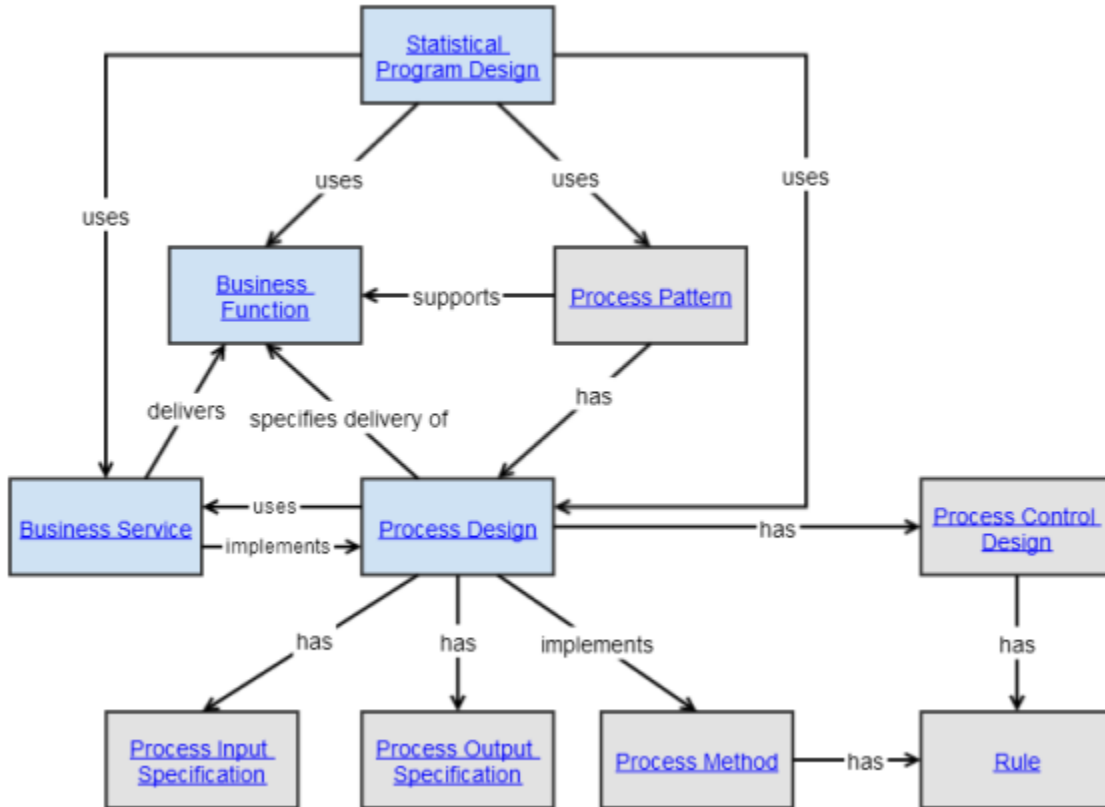 Statistical
Program Design
uses
uses
uses
uses
Business
Function
supports
Process Pattern
has
delivers
specifies delivery of
Business Service
uses
implements
Process Design
has
Process Control
Design
has
has
implements
has
Process Input
Specification
Process Output
Specification
Process Method
has
Rule